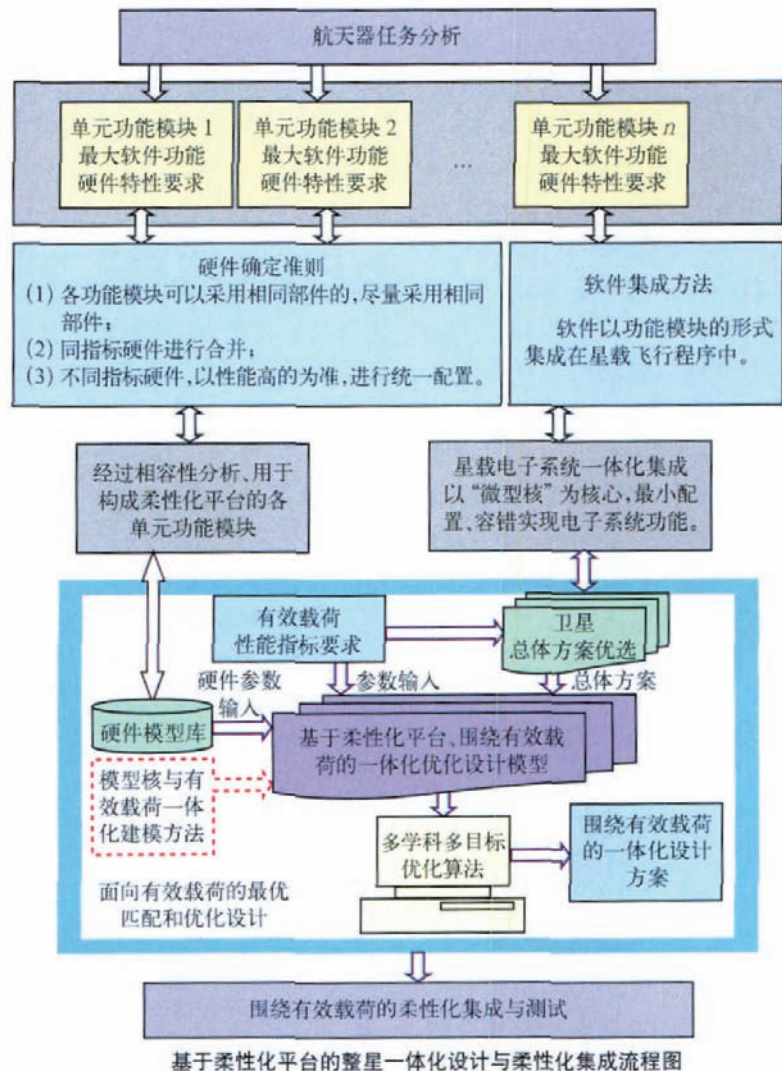 航天器任务分析
单元功能模块1
最大软件功能
硬件特性要求
单元功能模块2
最大软件功能
硬件特性要求
…
单元功能模块n
最大软件功能
硬件特性要求
硬件确定准则
(1) 各功能模块可以采用相同部件的,尽量采用相同
部件;
(2) 同指标硬件进行合并;
(3) 不同指标硬件,以性能高的为准,进行统一配置。
软件集成方法
软件以功能模块的形式
集成在星载飞行程序中。
经过相容性分析、用于
构成柔性化平台的各
单元功能模块
星载电子系统一体化集成
以“微型核”为核心,最小配
置、容错实现电子系统功能。
有效载荷
性能指标要求
卫星
总体方案优选
硬件参数
输入
参数输入
总体方案
硬件模型库
基于柔性化平台、围绕有效载
荷的一体化优化设计模型
模型核与有
效载荷一体
化建模方法
多学科多目标
优化算法
围绕有效载荷
的一体化设计
方案
面向有效载荷的最优
匹配和优化设计
围绕有效载荷的柔性化集成与测试
基于柔性化平台的整星一体化设计与柔性化集成流程图